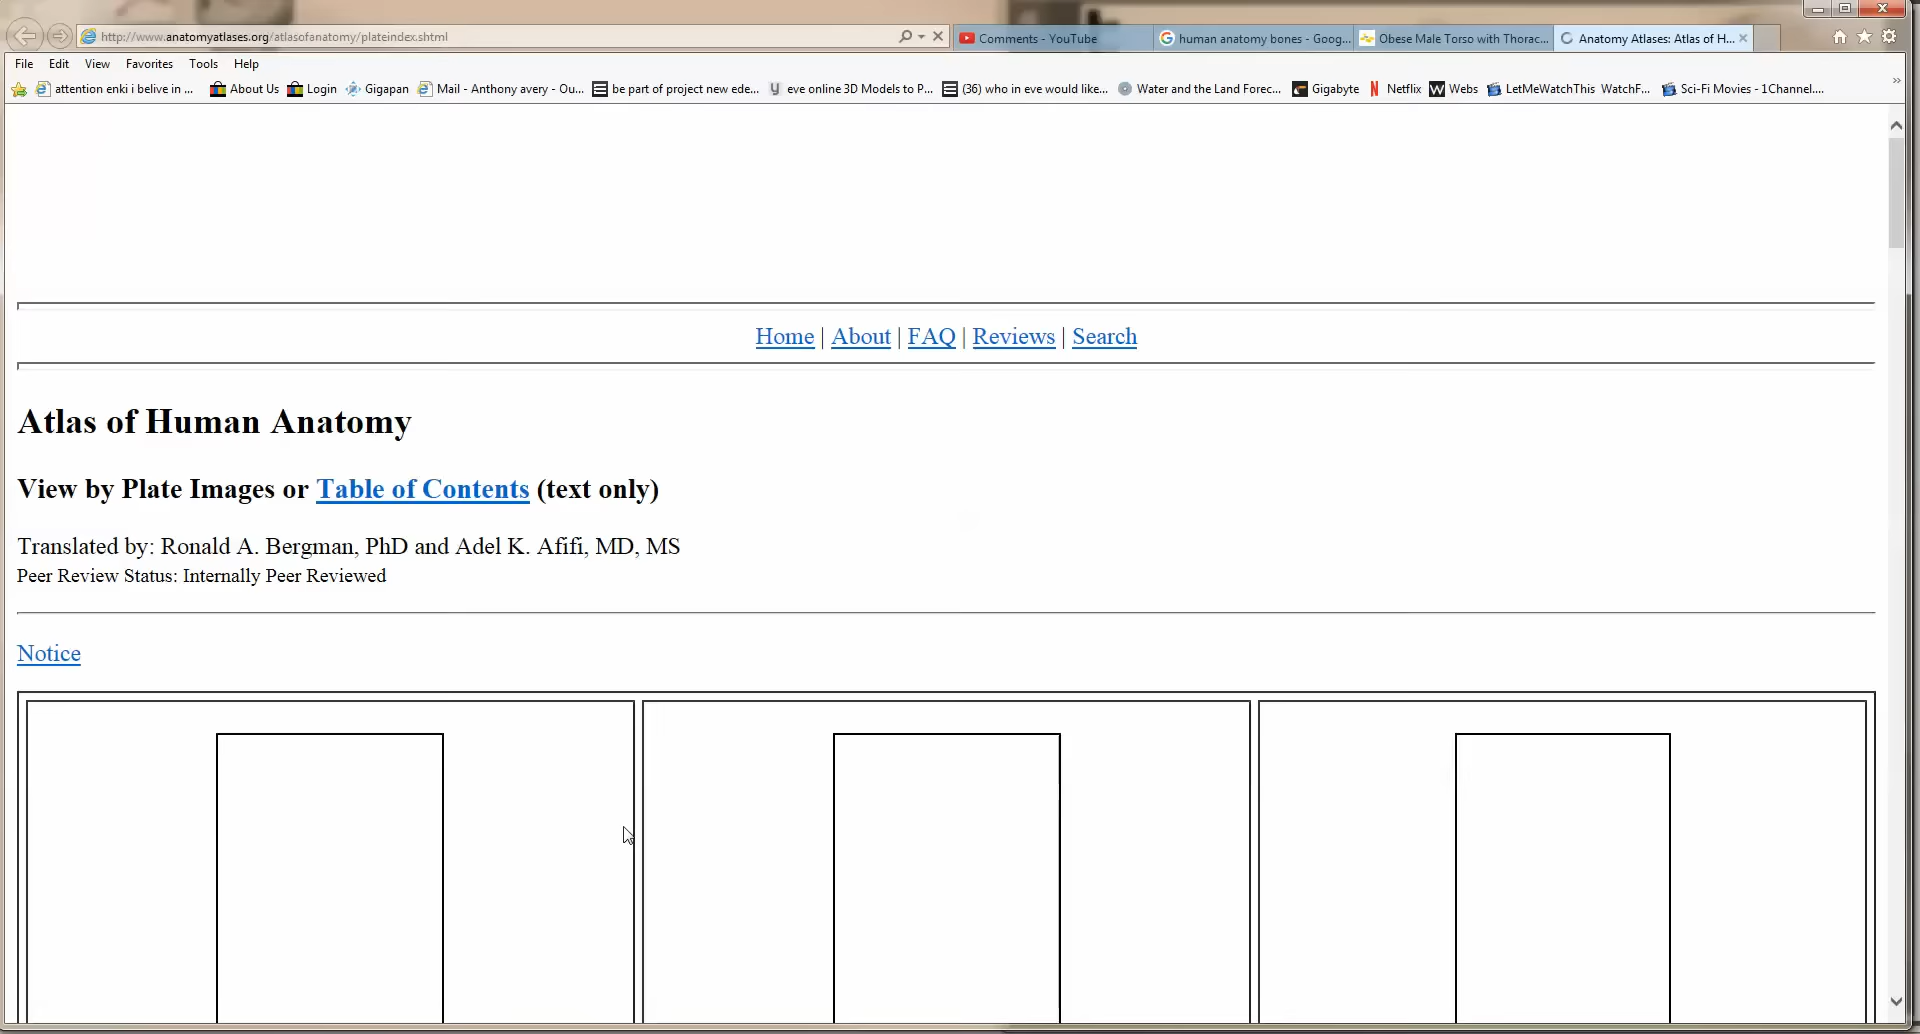 http://www.anatomyatlases.org/atlasofanatomy/plateindex.shtml
Comments - YouTube
human anatomy bones - Goog...
Obese Male Torso with Thorac...
Anatomy Atlases: Atlas of H...
File Edit View Favorites Tools Help
attention enki i belive in ... About Us Login Gigapan Mail - Anthony avery - Ou... be part of project new ede... eve online 3D Models to P... (36) who in eve would like... Water and the Land Forec... Gigabyte Netflix Webs LetMeWatchThis WatchF... Sci-Fi Movies - 1Channel....
Home | About | FAQ | Reviews | Search
Atlas of Human Anatomy
View by Plate Images or Table of Contents (text only)
Translated by: Ronald A. Bergman, PhD and Adel K. Afifi, MD, MS
Peer Review Status: Internally Peer Reviewed
Notice